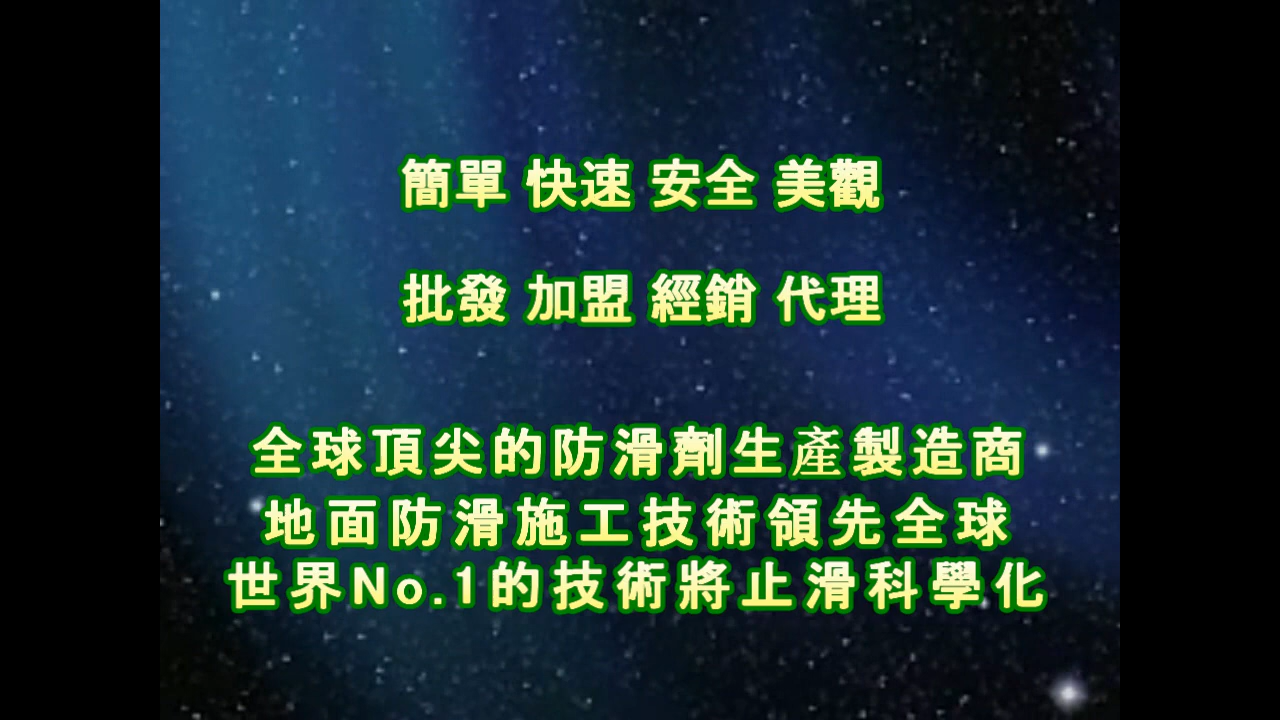 簡單 快速 安全 美觀
批發 加盟 經銷 代理
全球頂尖的防滑劑生產製造商
地面防滑施工技術領先全球
世界No.1的技術將止滑科學化